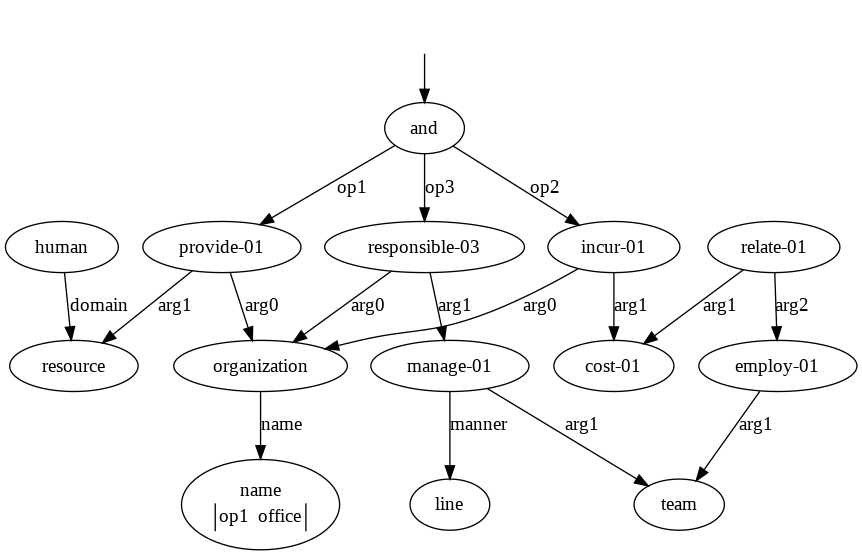 and
op1 op3 op2
human provide-01 responsible-03 incur-01 relate-01
domain arg1 arg0 arg0 arg1 arg0 arg1 arg1 arg2
resource organization manage-01 cost-01 employ-01
name manner arg1 arg1
name
op1 office
line team